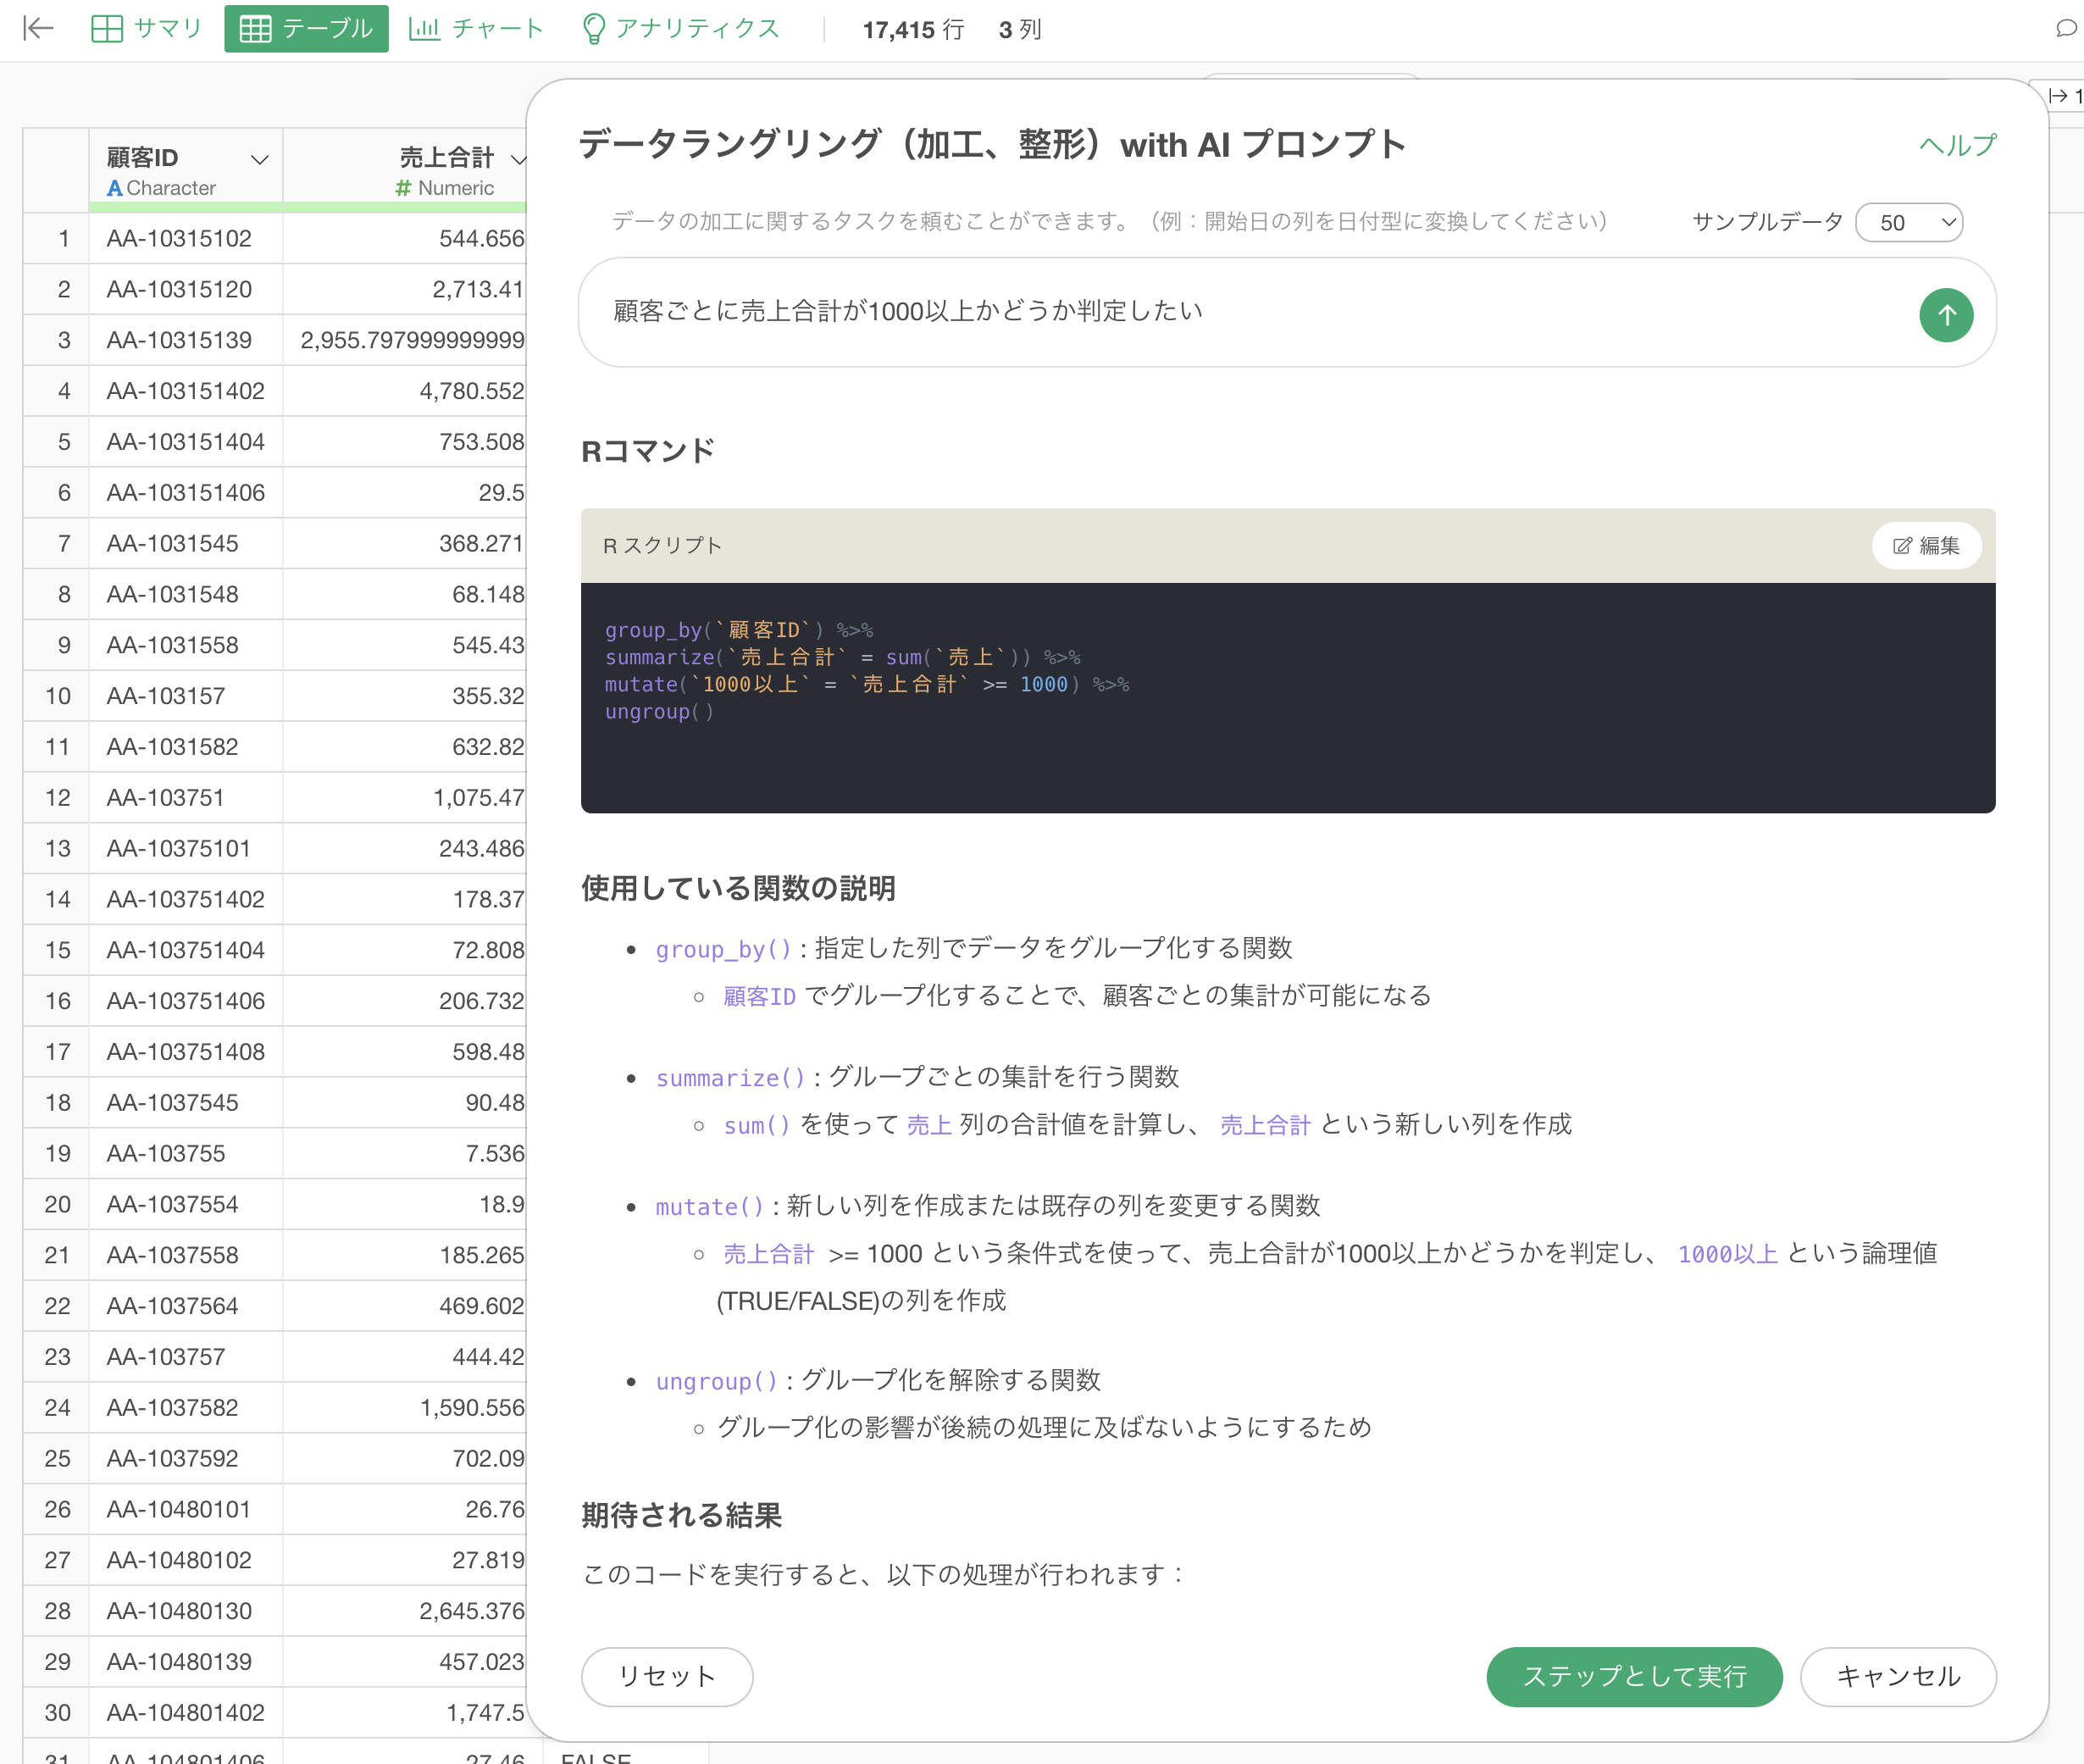 サマリ テーブル チャート アナリティクス 17,415 行 3 列
1
データラングリング（加工、整形）with AI プロンプト ヘルプ
データの加工に関するタスクを頼むことができます。（例：開始日の列を日付型に変換してください） サンプルデータ 50
顧客ごとに売上合計が1000以上かどうか判定したい
Rコマンド
R スクリプト 編集
group_by(`顧客ID`) %>%
summarize(`売上合計` = sum(`売上`)) %>%
mutate(`1000以上` = `売上合計` >= 1000) %>%
ungroup()
使用している関数の説明
group_by() : 指定した列でデータをグループ化する関数
顧客ID でグループ化することで、顧客ごとの集計が可能になる
summarize() : グループごとの集計を行う関数
sum() を使って 売上 列の合計値を計算し、 売上合計 という新しい列を作成
mutate() : 新しい列を作成または既存の列を変更する関数
売上合計 >= 1000 という条件式を使って、売上合計が1000以上かどうかを判定し、 1000以上 という論理値
(TRUE/FALSE)の列を作成
ungroup() : グループ化を解除する関数
グループ化の影響が後続の処理に及ばないようにするため
期待される結果
このコードを実行すると、以下の処理が行われます：
リセット ステップとして実行 キャンセル
顧客ID 売上合計
A Character # Numeric
1 AA-10315102 544.656
2 AA-10315120 2,713.41
3 AA-10315139 2,955.797999999999
4 AA-103151402 4,780.552
5 AA-103151404 753.508
6 AA-103151406 29.5
7 AA-1031545 368.271
8 AA-1031548 68.148
9 AA-1031558 545.43
10 AA-103157 355.32
11 AA-1031582 632.82
12 AA-103751 1,075.47
13 AA-10375101 243.486
14 AA-103751402 178.37
15 AA-103751404 72.808
16 AA-103751406 206.732
17 AA-103751408 598.48
18 AA-1037545 90.48
19 AA-103755 7.536
20 AA-1037554 18.9
21 AA-1037558 185.265
22 AA-1037564 469.602
23 AA-103757 444.42
24 AA-1037582 1,590.556
25 AA-1037592 702.09
26 AA-10480101 26.76
27 AA-10480102 27.819
28 AA-10480130 2,645.376
29 AA-10480139 457.023
30 AA-104801402 1,747.5
31 AA-104801406 27.46 FALSE